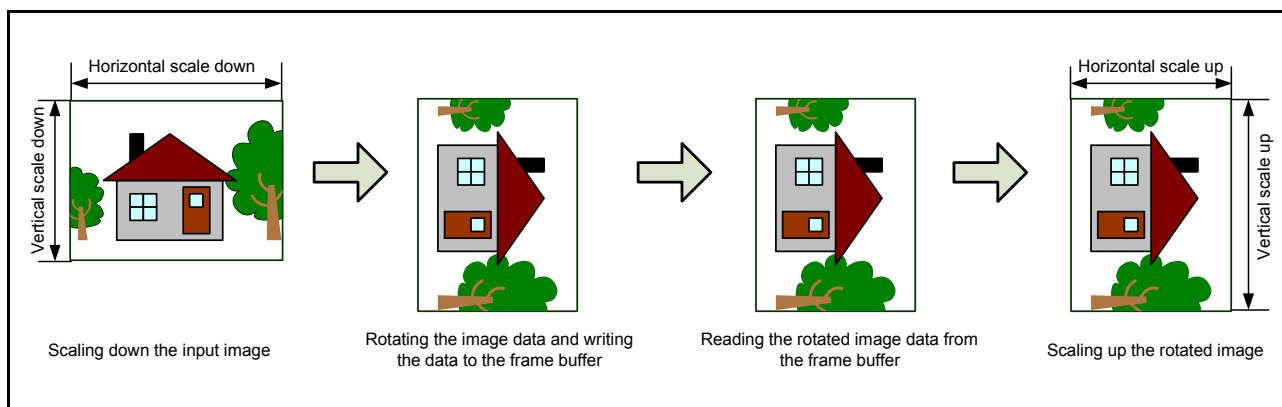 Horizontal scale down
Vertical scale down
Scaling down the input image
Rotating the image data and writing
the data to the frame buffer
Reading the rotated image data from
the frame buffer
Horizontal scale up
Vertical scale up
Scaling up the rotated image